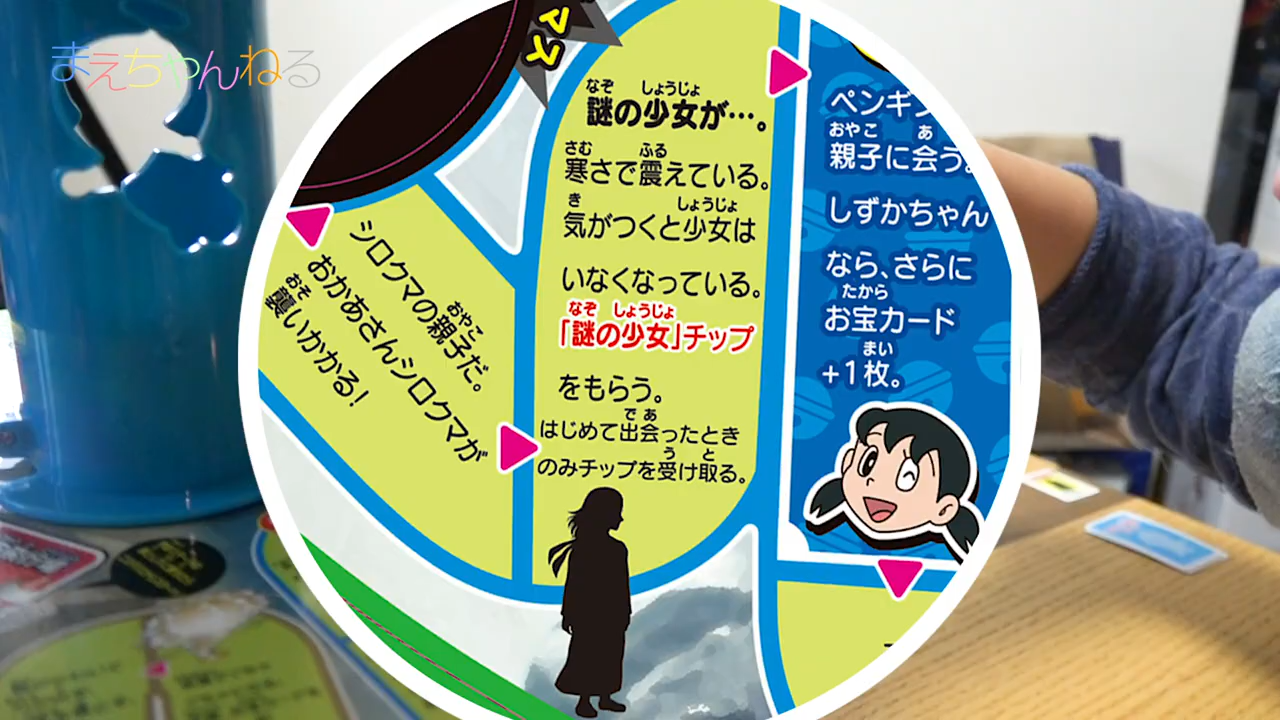 まえちゃんねる
マス
謎の少女が…。
寒さで震えている。
気がつくと少女は
いなくなっている。
「謎の少女」チップ
をもらう。
はじめて出会ったとき
のみチップを受け取る。
シロクマの親子だ。
おかあさんシロクマが
襲いかかる!
ペンギン
親子に会う。
しずかちゃん
なら、さらに
お宝カード
+1枚。